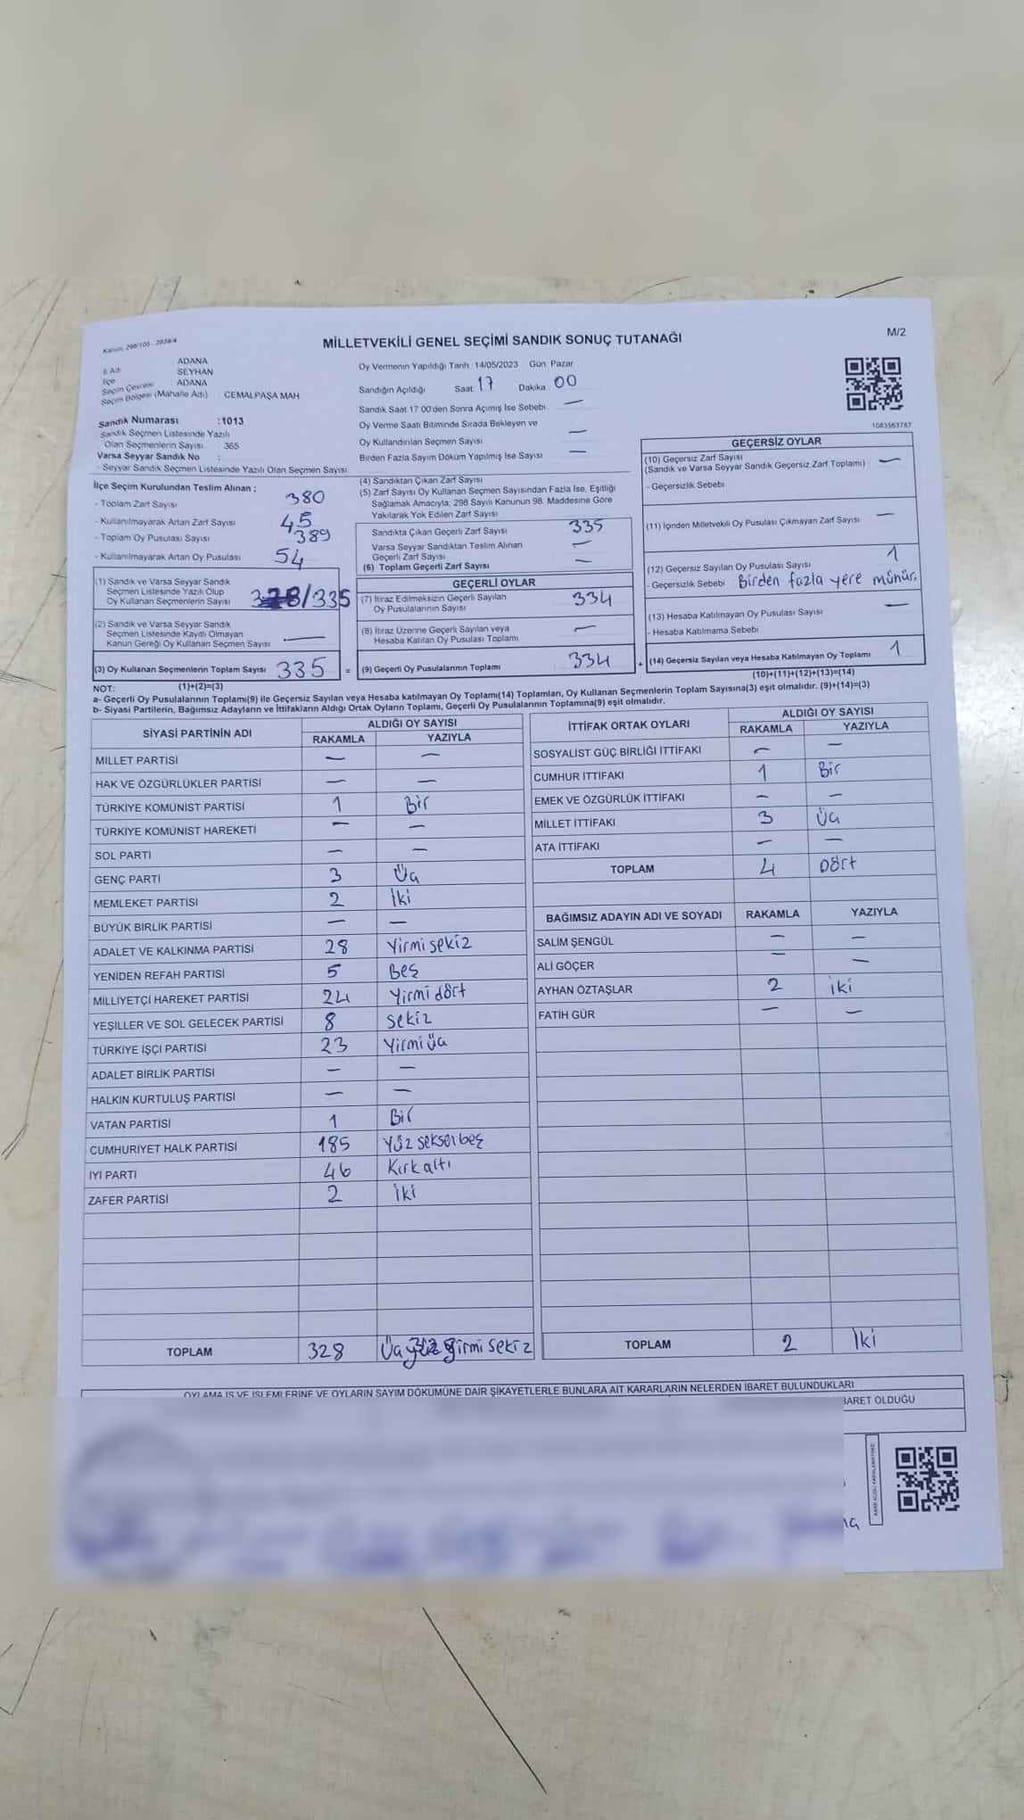 Kanun: 298/105 - 2839/4
MİLLETVEKİLİ GENEL SEÇİMİ SANDIK SONUÇ TUTANAĞI
M/2
İl Adı ADANA
İlçe SEYHAN
Seçim Çevresi ADANA
Seçim Bölgesi (Mahalle Adı) CEMALPAŞA MAH
Sandık Numarası :1013
Sandık Seçmen Listesinde Yazılı
Olan Seçmenlerin Sayısı 365
Varsa Seyyar Sandık No :
- Seyyar Sandık Seçmen Listesinde Yazılı Olan Seçmen Sayısı
Oy Vermenin Yapıldığı Tarih :14/05/2023 Gün: Pazar
Sandığın Açıldığı Saat 17 Dakika 00
Sandık Saat 17 00'den Sonra Açımış İse Sebebi —
Oy Verme Saati Bitiminde Sırada Bekleyen ve
Oy Kullandırılan Seçmen Sayısı —
Birden Fazla Sayım Döküm Yapılmış İse Sayısı —
1083563787
İlçe Seçim Kurulundan Teslim Alınan :
- Toplam Zarf Sayısı 380
- Kullanılmayarak Artan Zarf Sayısı 45
- Toplam Oy Pusulası Sayısı 389
- Kullanılmayarak Artan Oy Pusulası 54
(1) Sandık ve Varsa Seyyar Sandık
Seçmen Listesinde Yazılı Olup
Oy Kullanan Seçmenlerin Sayısı /335
(2) Sandık ve Varsa Seyyar Sandık
Seçmen Listesinde Kayıtlı Olmayan
Kanun Gereği Oy Kullanan Seçmen Sayısı —
(3) Oy Kullanan Seçmenlerin Toplam Sayısı 335 =
(1)+(2)=(3)
(4) Sandıktan Çıkan Zarf Sayısı
(5) Zarf Sayısı Oy Kullanan Seçmen Sayısından Fazla İse, Eşitliği
Sağlamak Amacıyla, 298 Sayılı Kanunun 98. Maddesine Göre
Yakılarak Yok Edilen Zarf Sayısı
Sandıkta Çıkan Geçerli Zarf Sayısı 335
Varsa Seyyar Sandıktan Teslim Alınan
Geçerli Zarf Sayısı —
(6) Toplam Geçerli Zarf Sayısı —
GEÇERLİ OYLAR
(7) İtiraz Edilmeksizin Geçerli Sayılan
Oy Pusulalarının Sayısı 334
(8) İtiraz Üzerine Geçerli Sayılan veya
Hesaba Katılan Oy Pusulası Toplamı —
(9) Geçerli Oy Pusulalarının Toplamı 334 +
GEÇERSİZ OYLAR
(10) Geçersiz Zarf Sayısı
(Sandık ve Varsa Seyyar Sandık Geçersiz Zarf Toplamı) —
- Geçersizlik Sebebi
(11) İçinden Milletvekili Oy Pusulası Çıkmayan Zarf Sayısı —
(12) Geçersiz Sayılan Oy Pusulası Sayısı 1
- Geçersizlik Sebebi Birden fazla yere mühür.
(13) Hesaba Katılmayan Oy Pusulası Sayısı —
- Hesaba Katılmama Sebebi
(14) Geçersiz Sayılan veya Hesaba Katılmayan Oy Toplamı 1
(10)+(11)+(12)+(13)=(14)
NOT:
a- Geçerli Oy Pusulalarının Toplamı(9) ile Geçersiz Sayılan veya Hesaba katılmayan Oy Toplamı(14) Toplamları, Oy Kullanan Seçmenlerin Toplam Sayısına(3) eşit olmalıdır. (9)+(14)=(3)
b- Siyasi Partilerin, Bağımsız Adayların ve İttifakların Aldığı Ortak Oyların Toplamı, Geçerli Oy Pusulalarının Toplamına(9) eşit olmalıdır.
SİYASİ PARTİNİN ADI ALDIĞI OY SAYISI
RAKAMLA YAZIYLA
MİLLET PARTİSİ — —
HAK VE ÖZGÜRLÜKLER PARTİSİ — —
TÜRKİYE KOMÜNİST PARTİSİ 1 Bir
TÜRKİYE KOMÜNİST HAREKETİ — —
SOL PARTİ — —
GENÇ PARTİ 3 Üç
MEMLEKET PARTİSİ 2 İki
BÜYÜK BİRLİK PARTİSİ — —
ADALET VE KALKINMA PARTİSİ 28 Yirmisekiz
YENİDEN REFAH PARTİSİ 5 Beş
MİLLİYETÇİ HAREKET PARTİSİ 24 Yirmi dört
YEŞİLLER VE SOL GELECEK PARTİSİ 8 sekiz
TÜRKİYE İŞÇİ PARTİSİ 23 Yirmi üç
ADALET BİRLİK PARTİSİ — —
HALKIN KURTULUŞ PARTİSİ — —
VATAN PARTİSİ 1 Bir
CUMHURİYET HALK PARTİSİ 185 Yüz seksen beş
İYİ PARTİ 46 Kırk altı
ZAFER PARTİSİ 2 İki
TOPLAM 328 Üçyüz yirmi sekiz
İTTİFAK ORTAK OYLARI ALDIĞI OY SAYISI
RAKAMLA YAZIYLA
SOSYALİST GÜÇ BİRLİĞİ İTTİFAKI — —
CUMHUR İTTİFAKI 1 Bir
EMEK VE ÖZGÜRLÜK İTTİFAKI — —
MİLLET İTTİFAKI 3 Üç
ATA İTTİFAKI — —
TOPLAM 4 Dört
BAĞIMSIZ ADAYIN ADI VE SOYADI RAKAMLA YAZIYLA
SALİM ŞENGÜL — —
ALİ GÖÇER — —
AYHAN ÖZTAŞLAR 2 iki
FATİH GÜR — —
TOPLAM 2 İki
OYLAMA İŞ VE İŞLEMLERİNE VE OYLARIN SAYIM DÖKÜMÜNE DAİR ŞİKAYETLERLE BUNLARA AİT KARARLARIN NELERDEN İBARET BULUNDUKLARI
İBARET OLDUĞU